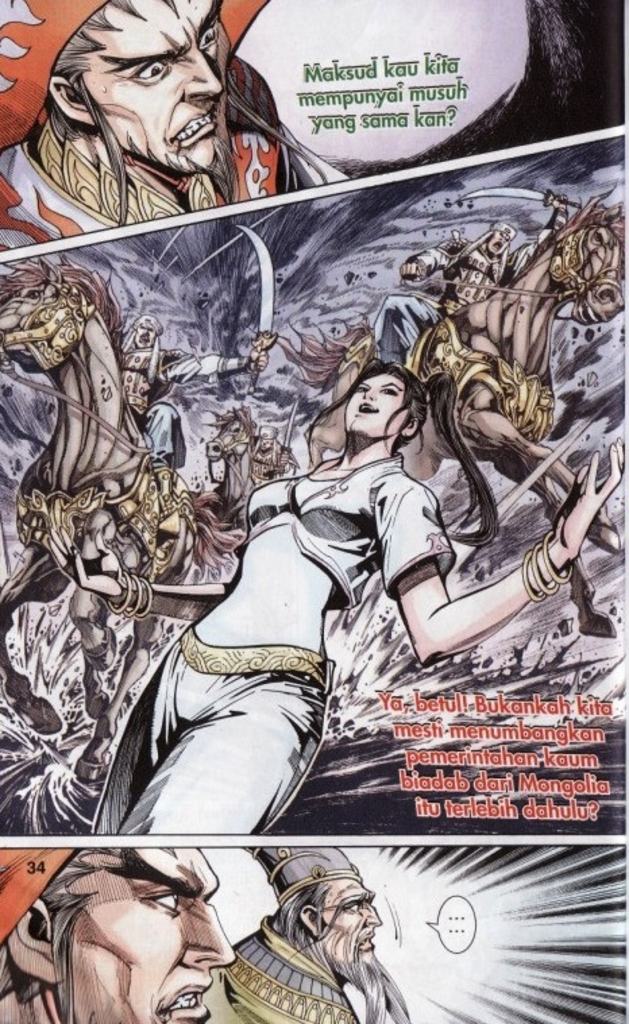 Maksud kau kita
mempunyai musuh
yang sama kan?
Ya, betul! Bukankah kita
mesti menumbangkan
pemerintahan kaum
biadab dari Mongolia
itu terlebih dahulu?
34
...
...